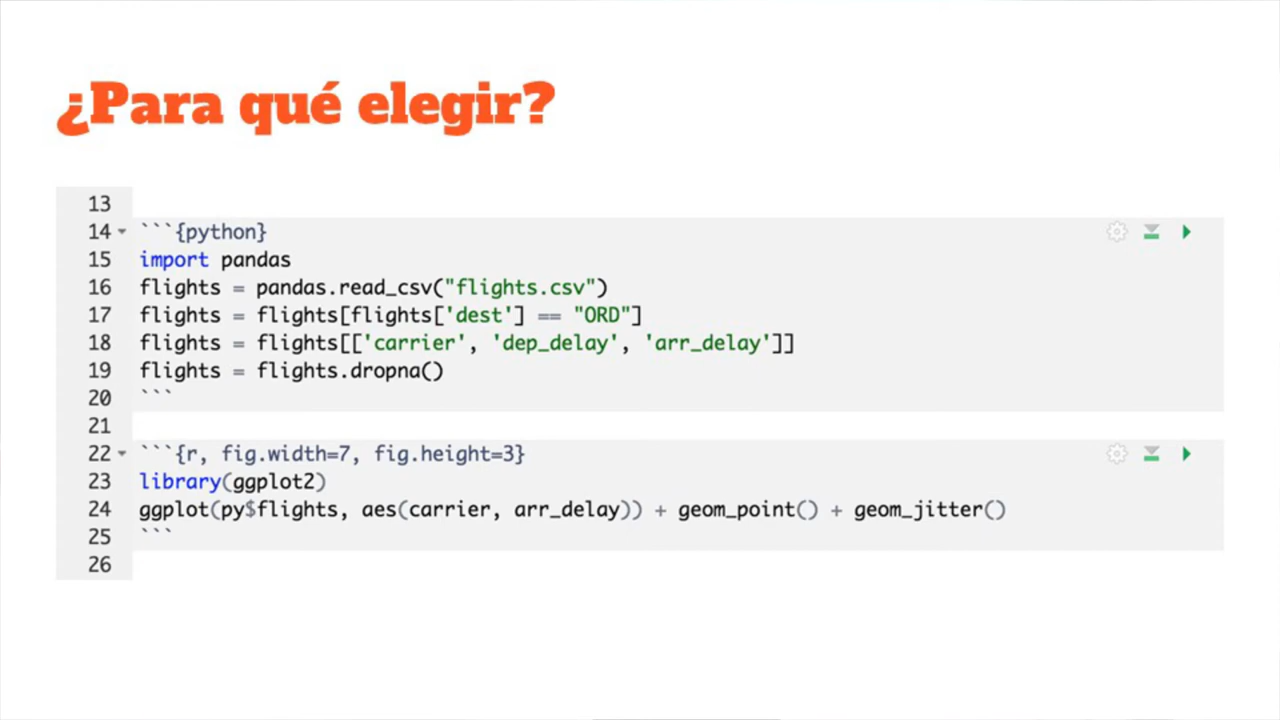 ¿Para qué elegir?
13
14 ```{python}
15 import pandas
16 flights = pandas.read_csv("flights.csv")
17 flights = flights[flights['dest'] == "ORD"]
18 flights = flights[['carrier', 'dep_delay', 'arr_delay']]
19 flights = flights.dropna()
20 ```
21
22 ```{r, fig.width=7, fig.height=3}
23 library(ggplot2)
24 ggplot(py$flights, aes(carrier, arr_delay)) + geom_point() + geom_jitter()
25 ```
26